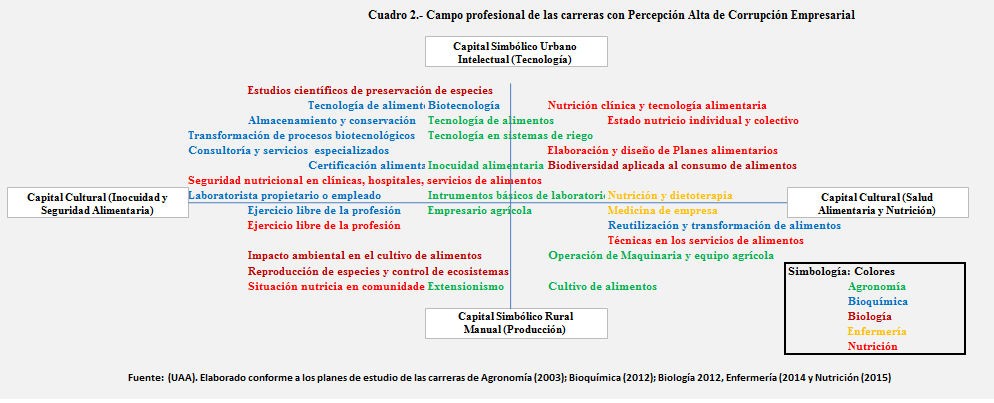 Cuadro 2.- Campo profesional de las carreras con Percepción Alta de Corrupción Empresarial
Capital Simbólico Urbano
Intelectual (Tecnología)
Estudios científicos de preservación de especies
Tecnología de aliment Biotecnología Nutrición clínica y tecnología alimentaria
Almacenamiento y conservación Tecnología de alimentos Estado nutricio individual y colectivo
Transformación de procesos biotecnológicos Tecnología en sistemas de riego
Consultoría y servicios especializados Elaboración y diseño de Planes alimentarios
Certificación alimenta Inocuidad alimentaria Biodiversidad aplicada al consumo de alimentos
Seguridad nutricional en clínicas, hospitales, servicios de alimentos
Capital Cultural (Inocuidad y
Seguridad Alimentaria)
Laboratorista propietario o empleado Intrumentos básicos de laboratorio Nutrición y dietoterapia
Capital Cultural (Salud
Alimentaria y Nutrición)
Ejercicio libre de la profesión Empresario agrícola Medicina de empresa
Ejercicio libre de la profesión Reutilización y transformación de alimentos
Técnicas en los servicios de alimentos
Impacto ambiental en el cultivo de alimentos Operación de Maquinaria y equipo agrícola
Reproducción de especies y control de ecosistemas
Situación nutricia en comunidade Extensionismo Cultivo de alimentos
Capital Simbólico Rural
Manual (Producción)
Simbología: Colores
Agronomía
Bioquímica
Biología
Enfermería
Nutrición
Fuente: (UAA). Elaborado conforme a los planes de estudio de las carreras de Agronomía (2003); Bioquímica (2012); Biología 2012, Enfermería (2014 y Nutrición (2015)